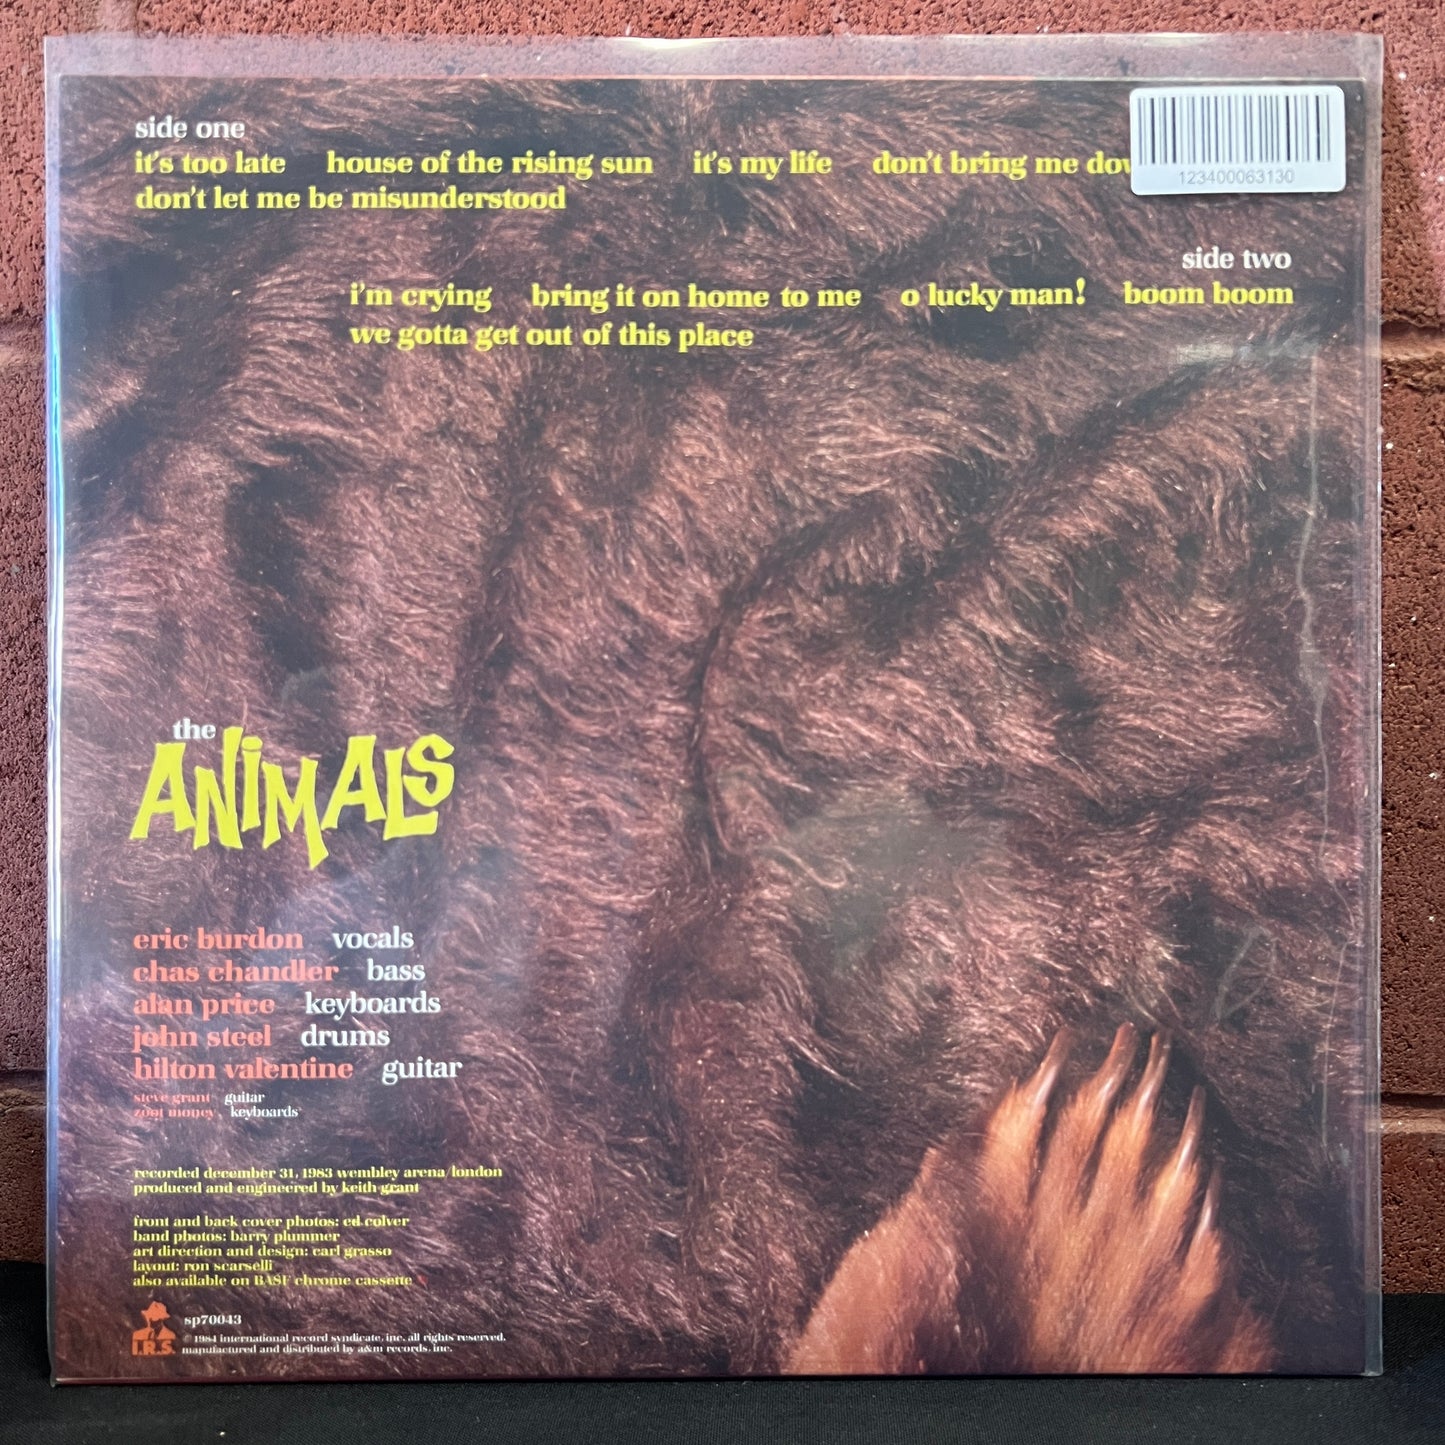 side one
it's too late house of the rising sun it's my life don't bring me
don't let me be misunderstood
123400063130
side two
i'm crying bring it on home to me o lucky man! boom boom
we gotta get out of this place
the
ANIMALS
eric burdon vocals
chas chandler bass
alan price keyboards
john steel drums
hilton valentine guitar
steve grant guitar
zoot money keyboards
recorded december 31, 1983 wembley arena/london
produced and engineered by keith grant
front and back cover photos: ed colver
band photos: barry plummer
art direction and design: carl grasso
layout: ron scarselli
also available on BASF chrome cassette
sp70043
I.R.S.
© 1984 international record syndicate, inc. all rights reserved.
manufactured and distributed by a&m records, inc.